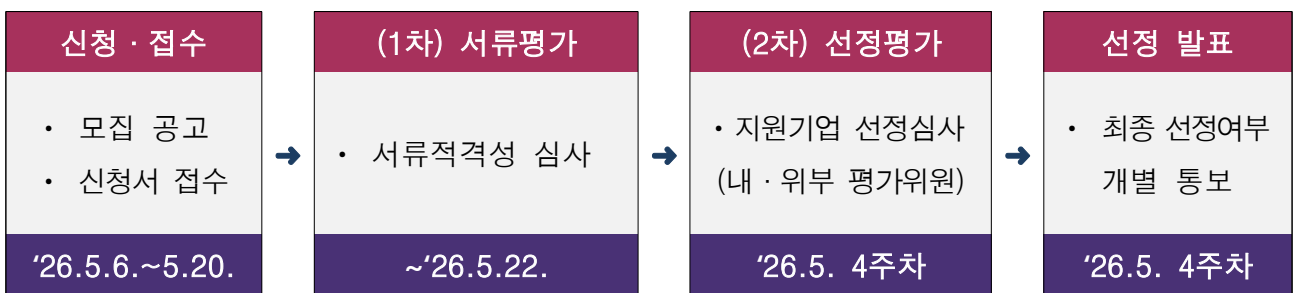 신청 · 접수
• 모집 공고
• 신청서 접수
‘26.5.6.~5.20.
➜
(1차) 서류평가
• 서류적격성 심사
~‘26.5.22.
➜
(2차) 선정평가
• 지원기업 선정심사
(내 · 위부 평가위원)
‘26.5. 4주차
➜
선정 발표
• 최종 선정여부
개별 통보
‘26.5. 4주차